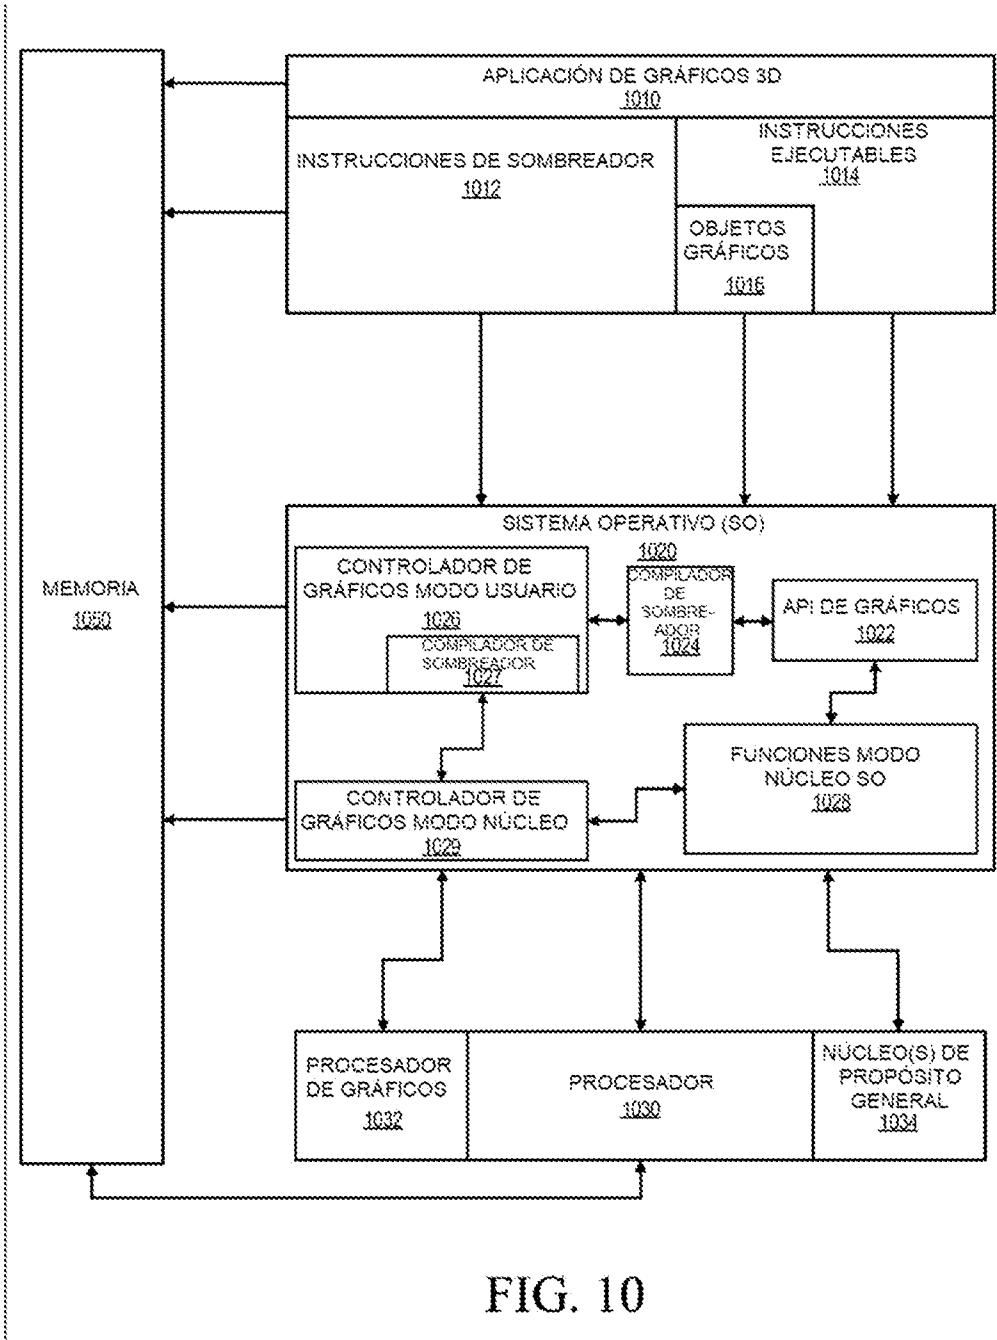 APLICACIÓN DE GRÁFICOS 3D
1010
INSTRUCCIONES DE SOMBREADOR
1012
INSTRUCCIONES
EJECUTABLES
1014
OBJETOS
GRÁFICOS
1016
MEMORIA
1050
SISTEMA OPERATIVO (SO)
1020
CONTROLADOR DE
GRÁFICOS MODO USUARIO
1026
COMPILADOR DE
SOMBREADOR
1027
COMPILADOR
DE
SOMBRE-
ADOR
1024
API DE GRÁFICOS
1022
FUNCIONES MODO
NÚCLEO SO
1028
CONTROLADOR DE
GRÁFICOS MODO NÚCLEO
1029
PROCESADOR
DE GRÁFICOS
1032
PROCESADOR
1030
NÚCLEO(S) DE
PROPÓSITO
GENERAL
1034
FIG. 10